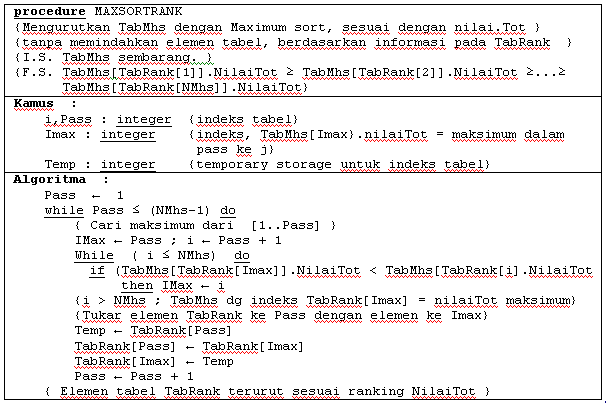 procedure MAXSORTRANK
{Mengurutkan TabMhs dengan Maximum sort, sesuai dengan nilai.Tot }
{tanpa memindahkan elemen tabel, berdasarkan informasi pada TabRank }
{I.S. TabMhs sembarang. }
{F.S. TabMhs[TabRank[1]].NilaiTot ≥ TabMhs[TabRank[2]].NilaiTot ≥...≥
TabMhs[TabRank[NMhs]].NilaiTot}
Kamus :
i,Pass : integer {indeks tabel}
Imax : integer {indeks, TabMhs[Imax}.nilaiTot = maksimum dalam
pass ke j}
Temp : integer {temporary storage untuk indeks tabel}
Algoritma :
Pass ← 1
while Pass ≤ (NMhs-1) do
{ Cari maksimum dari [1..Pass] }
IMax ← Pass ; i ← Pass + 1
While ( i ≤ NMhs) do
if (TabMhs[TabRank[Imax]].NilaiTot < TabMhs[TabRank[i].NilaiTot
then IMax ← i
{i > NMhs ; TabMhs dg indeks TabRank[Imax] = nilaiTot maksimum}
{Tukar elemen TabRank ke Pass dengan elemen ke Imax}
Temp ← TabRank[Pass]
TabRank[Pass] ← TabRank[Imax]
TabRank[Imax] ← Temp
Pass ← Pass + 1
{ Elemen tabel TabRank terurut sesuai ranking NilaiTot }